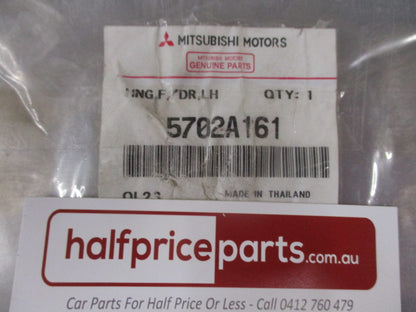 MITSUBISHI MOTORS
MITSUBISHI MOTORS
GENUINE PARTS
QTY: 1
5702A161
MADE IN THAILAND
halfpriceparts.com.au
Car Parts For Half Price Or Less - Call 0412 760 479